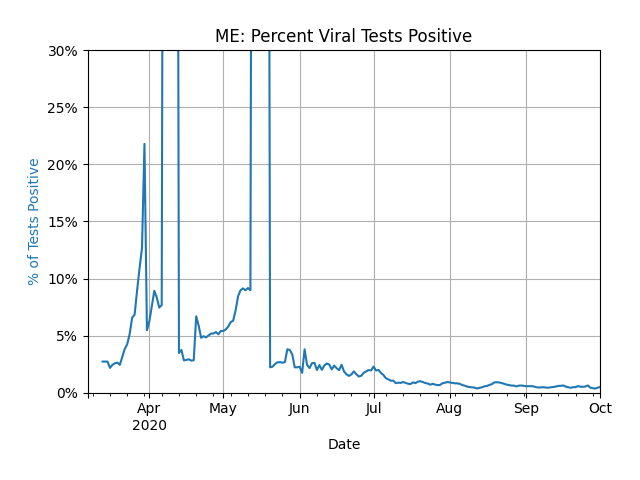 ME: Percent Viral Tests Positive
30%
25%
20%
15%
10%
5%
0%
% of Tests Positive
Apr
2020
May
Jun
Jul
Aug
Sep
Oct
Date